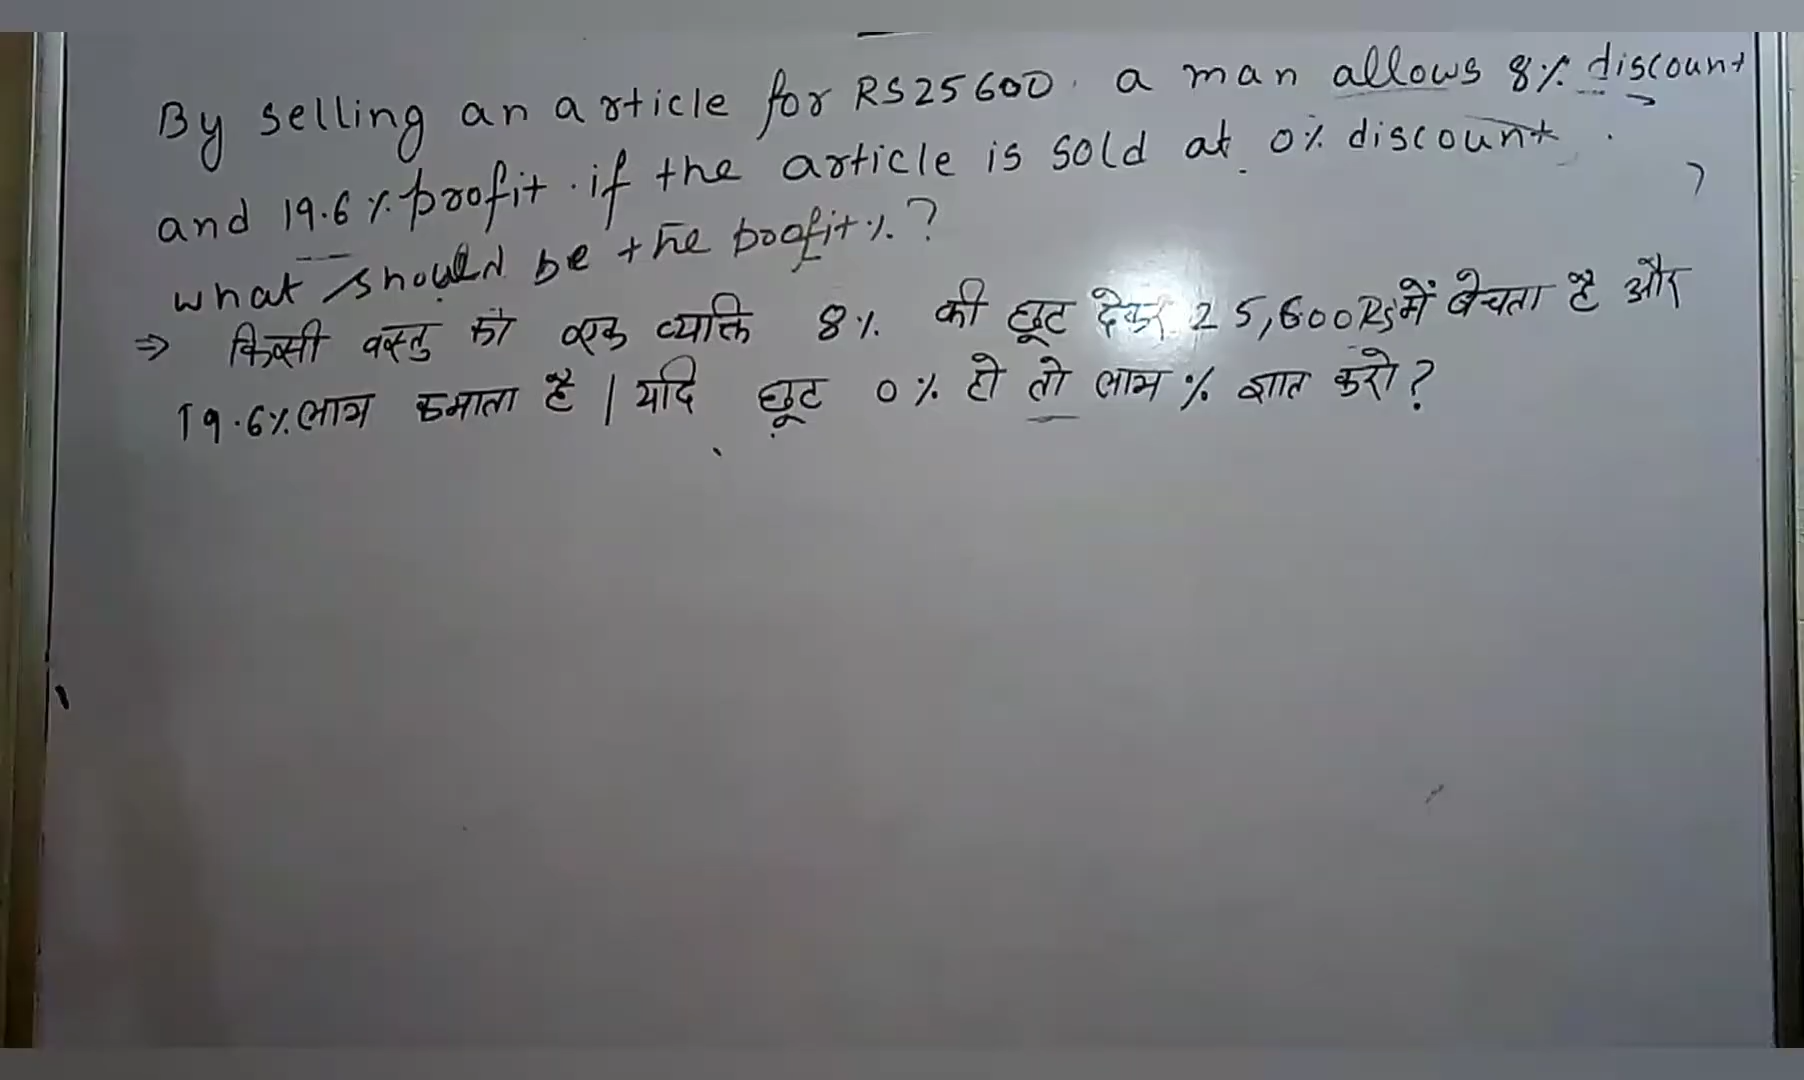 By selling an article for RS 25600. a man allows 8% discount
and 19.6% profit. if the article is sold at 0% discount.
what should be the profit%?
⇒ किसी वस्तु को एक व्यक्ति 8% की छूट देकर 25,600Rs में बेचता है और
19.6% लाभ कमाता है | यदि छूट 0% हो तो लाभ% ज्ञात करो?